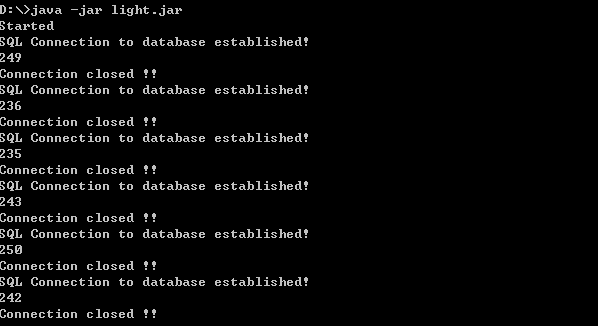 D:\>java -jar light.jar
Started
SQL Connection to database established!
249
Connection closed !!
SQL Connection to database established!
236
Connection closed !!
SQL Connection to database established!
235
Connection closed !!
SQL Connection to database established!
243
Connection closed !!
SQL Connection to database established!
250
Connection closed !!
SQL Connection to database established!
242
Connection closed !!